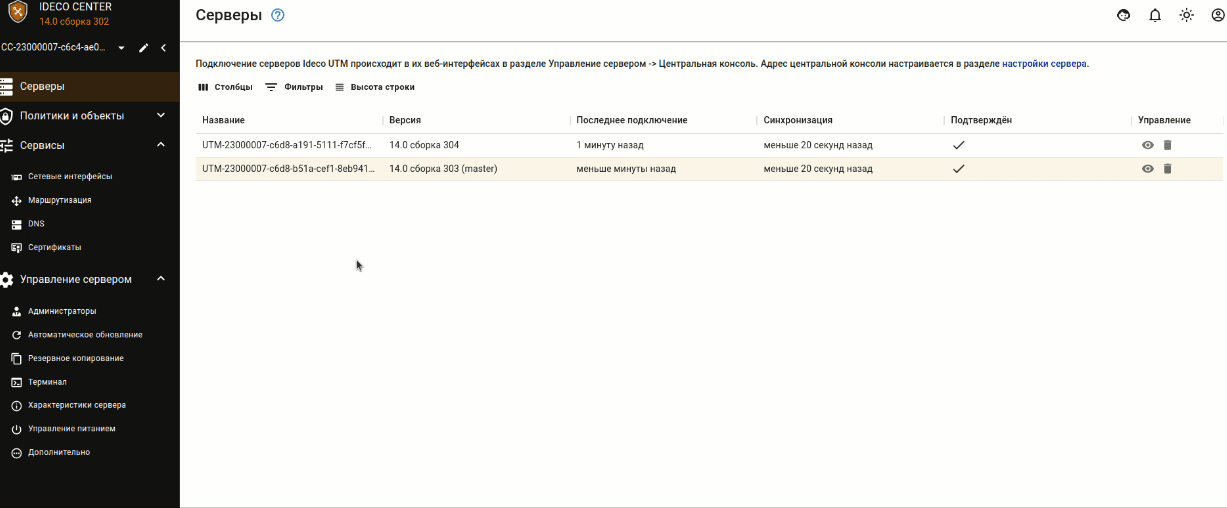 IDECO CENTER
14.0 сборка 302
CC-23000007-c6c4-ae0...
Серверы
Политики и объекты
Сервисы
Сетевые интерфейсы
Маршрутизация
DNS
Сертификаты
Управление сервером
Администраторы
Автоматическое обновление
Резервное копирование
Терминал
Характеристики сервера
Управление питанием
Дополнительно
Серверы
Подключение серверов Ideco UTM происходит в их веб-интерфейсах в разделе Управление сервером -> Центральная консоль. Адрес центральной консоли настраивается в разделе настройки сервера.
Столбцы Фильтры Высота строки
Название Версия Последнее подключение Синхронизация Подтверждён Управление
UTM-23000007-c6d8-a191-5111-f7cf5f... 14.0 сборка 304 1 минуту назад меньше 20 секунд назад
UTM-23000007-c6d8-b51a-cef1-8eb941... 14.0 сборка 303 (master) меньше минуты назад меньше 20 секунд назад